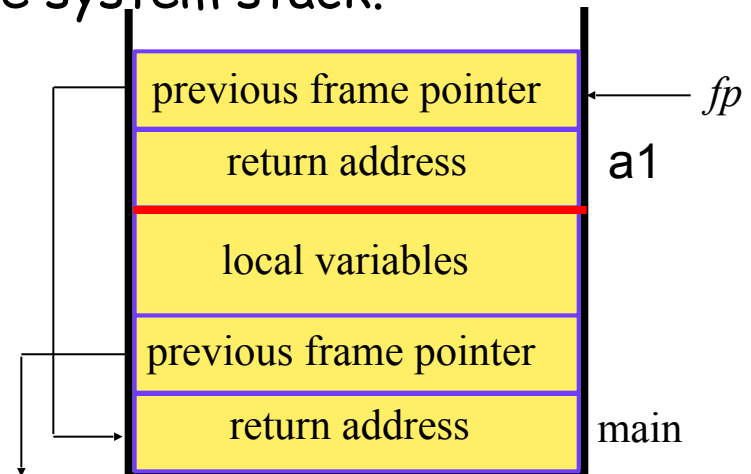 e system stack.
previous frame pointer
fp
return address
a1
local variables
previous frame pointer
return address
main